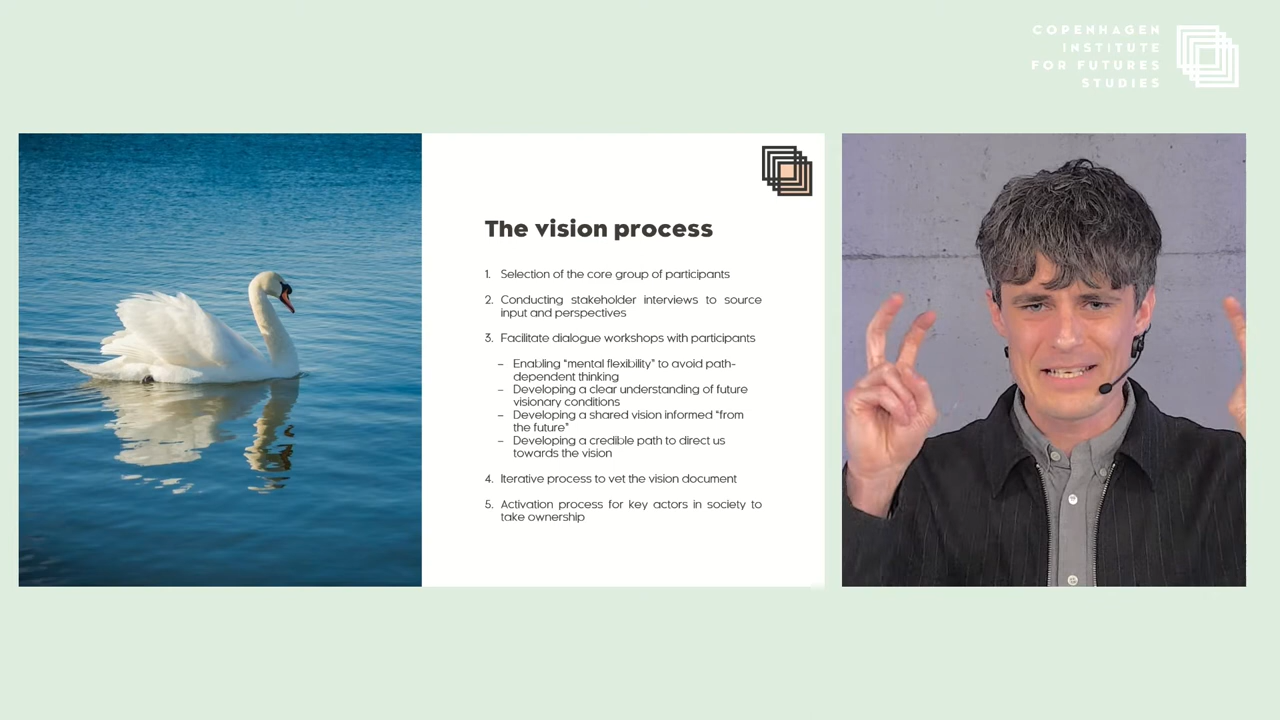 COPENHAGEN
INSTITUTE
FOR FUTURES
STUDIES
The vision process
1. Selection of the core group of participants
2. Conducting stakeholder interviews to source
input and perspectives
3. Facilitate dialogue workshops with participants
– Enabling “mental flexibility” to avoid path-
dependent thinking
– Developing a clear understanding of future
visionary conditions
– Developing a shared vision informed “from
the future”
– Developing a credible path to direct us
towards the vision
4. Iterative process to vet the vision document
5. Activation process for key actors in society to
take ownership